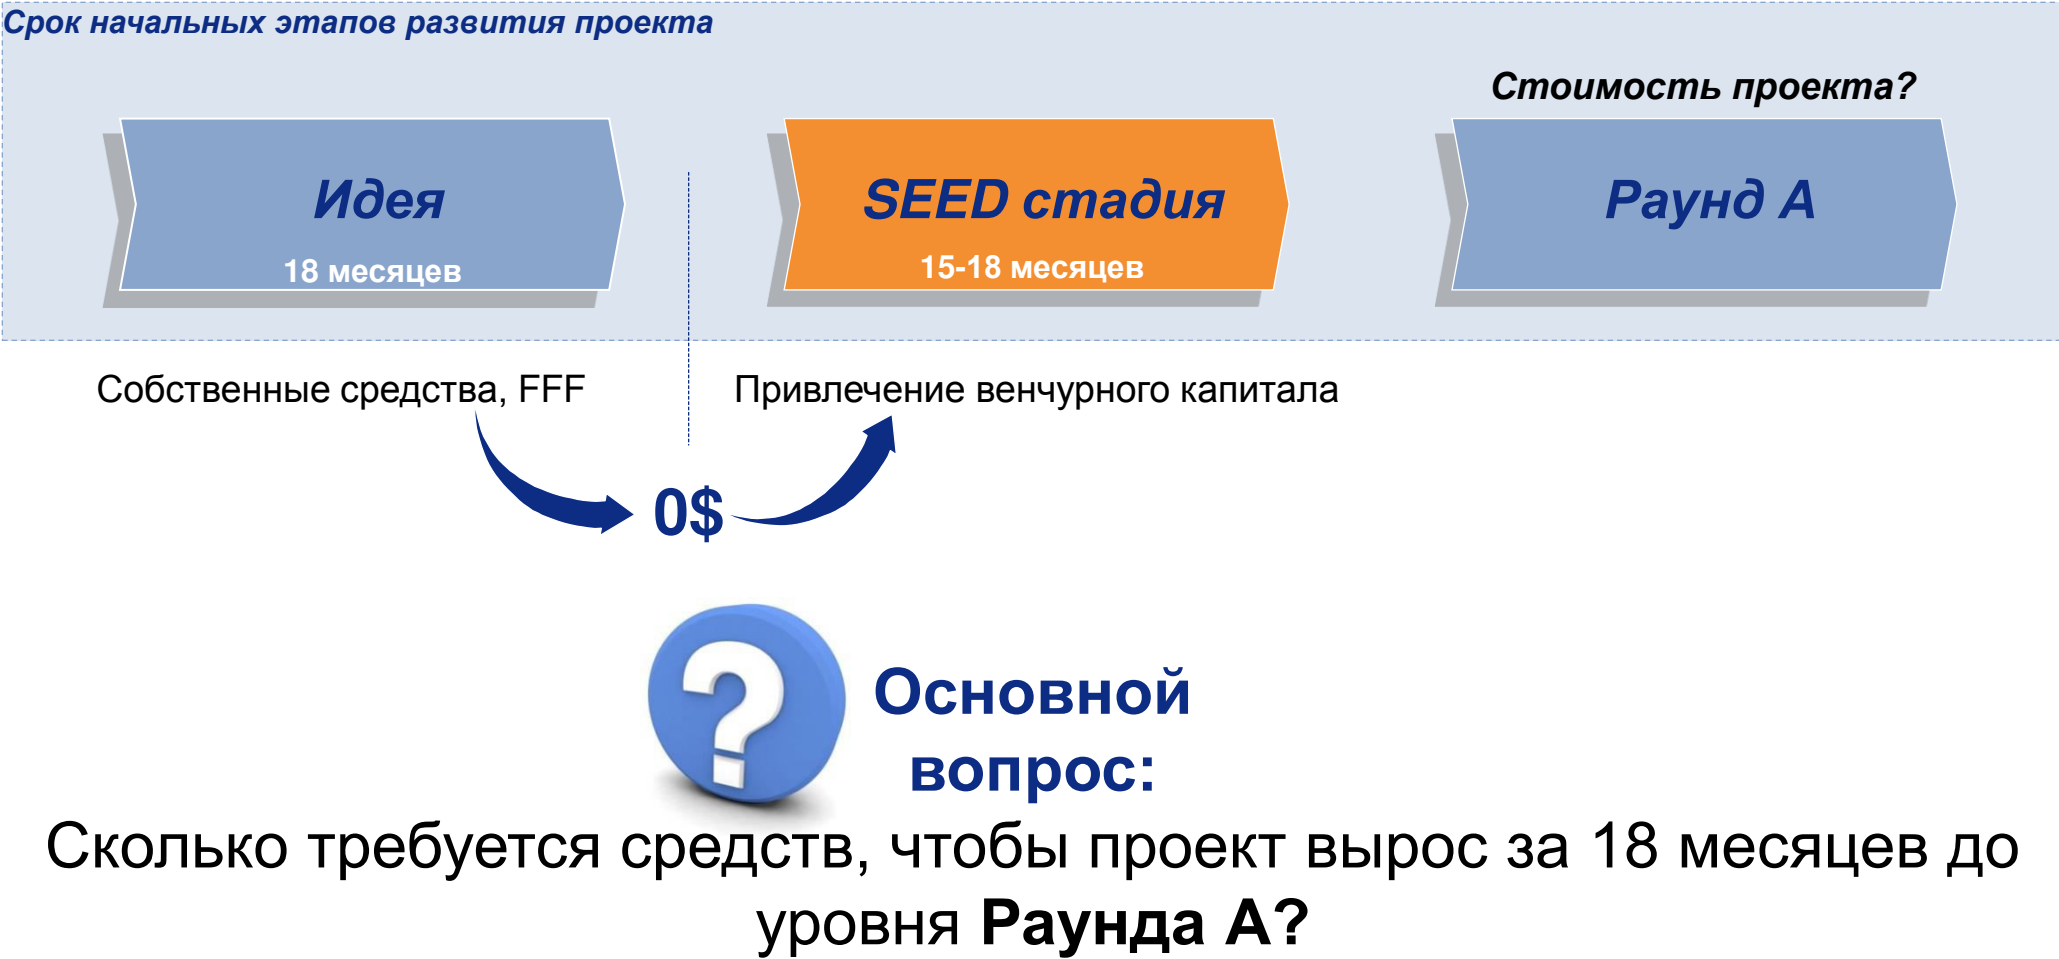 Срок начальных этапов развития проекта
Стоимость проекта?
Идея
18 месяцев
SEED стадия
15-18 месяцев
Раунд А
Собственные средства, FFF
Привлечение венчурного капитала
0$
Основной
вопрос:
Сколько требуется средств, чтобы проект вырос за 18 месяцев до
уровня Раунда А?